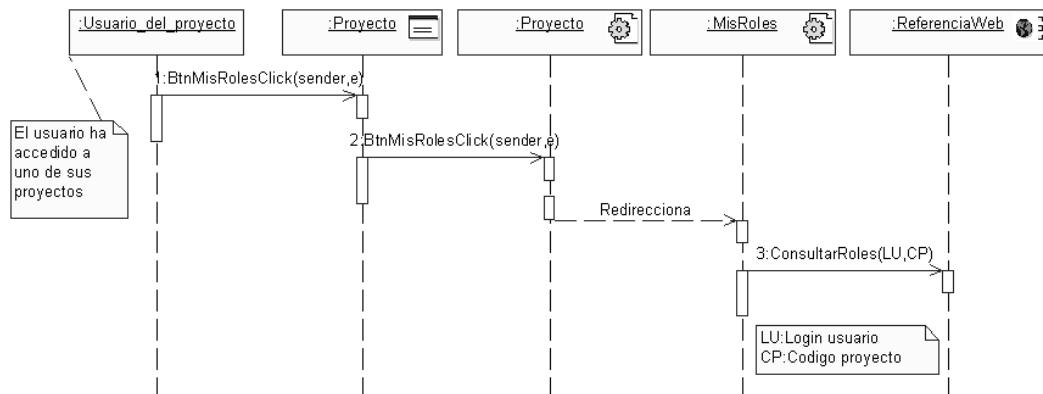 :Usuario_del_proyecto
:Proyecto
:Proyecto
:MisRoles
:ReferenciaWeb
1:BtnMisRolesClick(sender,e)
El usuario ha
accedido a
uno de sus
proyectos
2:BtnMisRolesClick(sender,e)
Redirecciona
3:ConsultarRoles(LU,CP)
LU:Login usuario
CP:Codigo proyecto